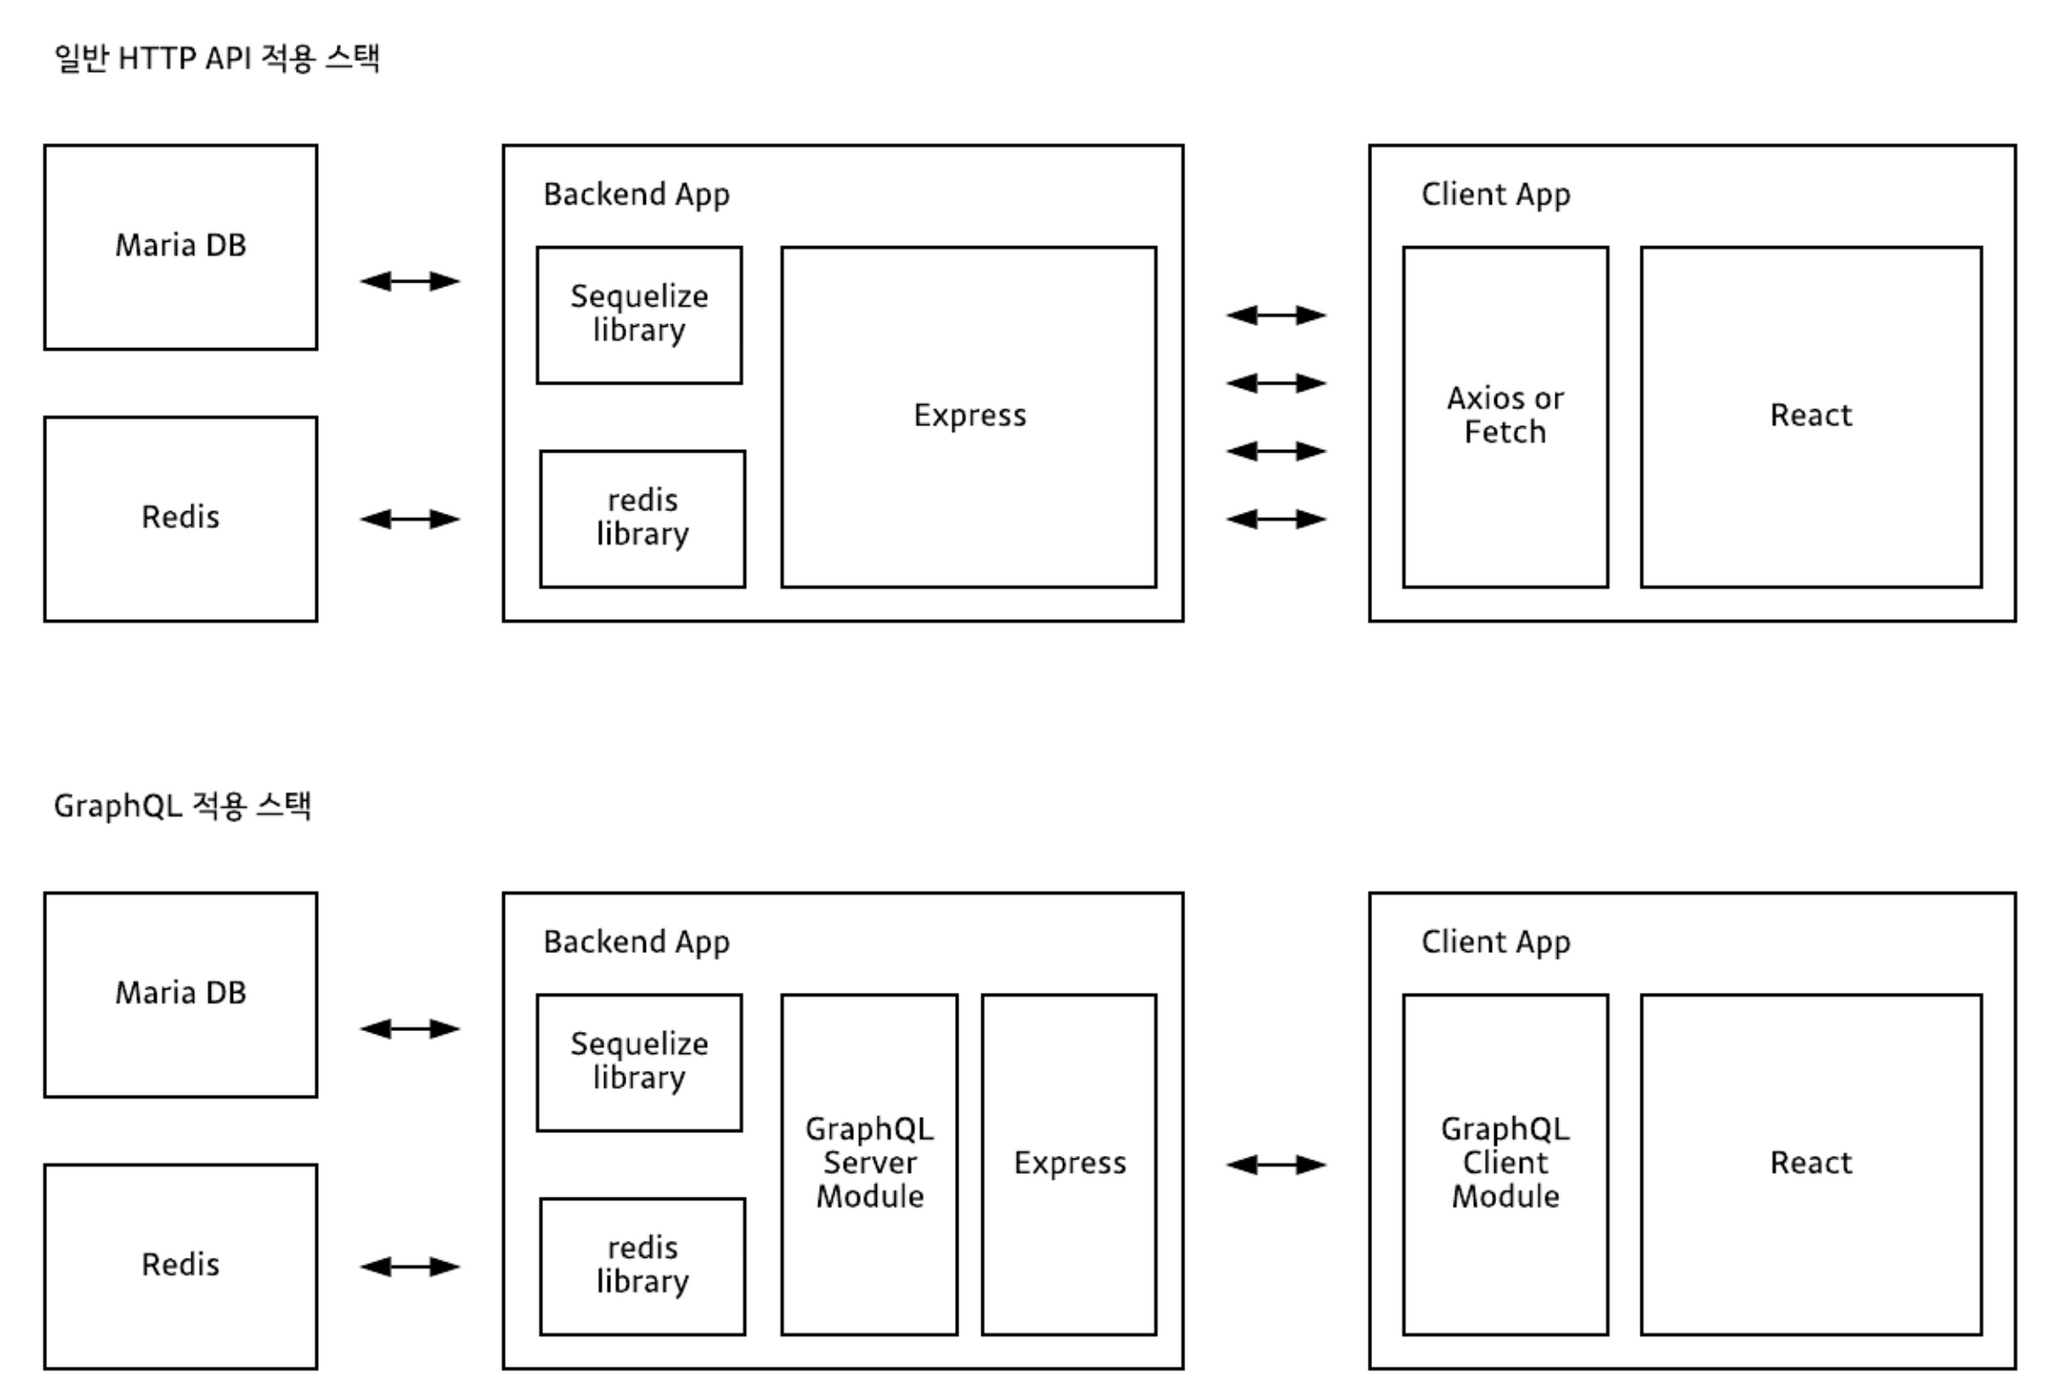 일반 HTTP API 적용 스택
Maria DB
Redis
Backend App
Sequelize
library
redis
library
Express
Client App
Axios or
Fetch
React
GraphQL 적용 스택
Maria DB
Redis
Backend App
Sequelize
library
redis
library
GraphQL
Server
Module
Express
Client App
GraphQL
Client
Module
React